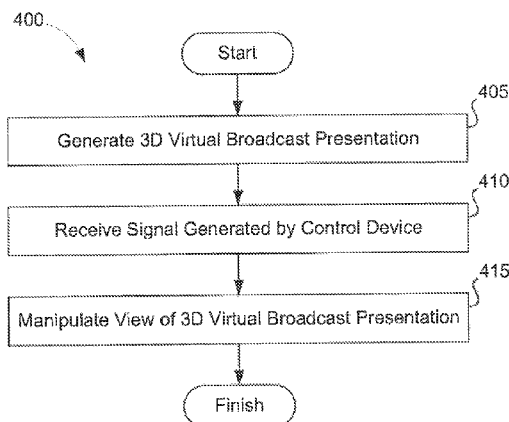 400
Start
405
Generate 3D Virtual Broadcast Presentation
410
Receive Signal Generated by Control Device
415
Manipulate View of 3D Virtual Broadcast Presentation
Finish